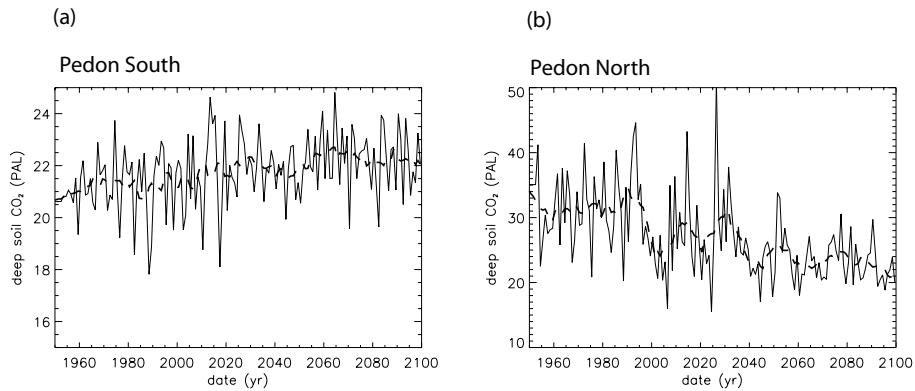 (a)
Pedon South
24
22
20
18
16
deep soil CO₂ (PAL)
1960 1980 2000 2020 2040 2060 2080 2100
date (yr)
(b)
Pedon North
50
40
30
20
10
deep soil CO₂ (PAL)
1960 1980 2000 2020 2040 2060 2080 2100
date (yr)